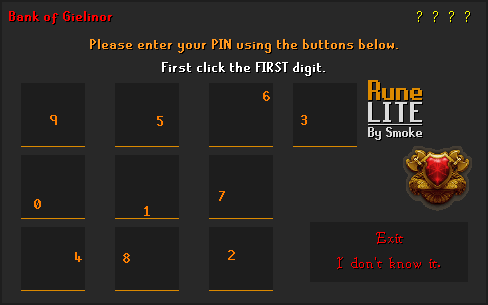 Bank of Gielinor
? ? ? ?
Please enter your PIN using the buttons below.
First click the FIRST digit.
9
5
6
3
Rune
LITE
By Smoke
0
1
7
4
8
2
Exit
I don't know it.